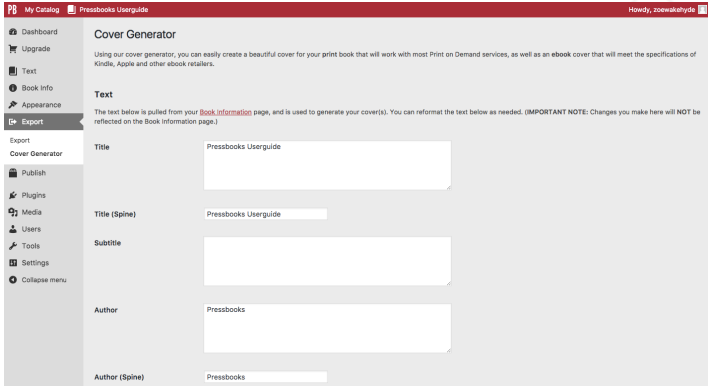 PB My Catalog Pressbooks Userguide Howdy, zoewakehyde
Dashboard
Upgrade
Text
Book Info
Appearance
Export
Export
Cover Generator
Publish
Plugins
Media
Users
Tools
Settings
Collapse menu
Cover Generator
Using our cover generator, you can easily create a beautiful cover for your print book that will work with most Print on Demand services, as well as an ebook cover that will meet the specifications of
Kindle, Apple and other ebook retailers.
Text
The text below is pulled from your Book Information page, and is used to generate your cover(s). You can reformat the text below as needed. (IMPORTANT NOTE: Changes you make here will NOT be
reflected on the Book Information page.)
Title Pressbooks Userguide
Title (Spine) Pressbooks Userguide
Subtitle
Author Pressbooks
Author (Spine) Pressbooks